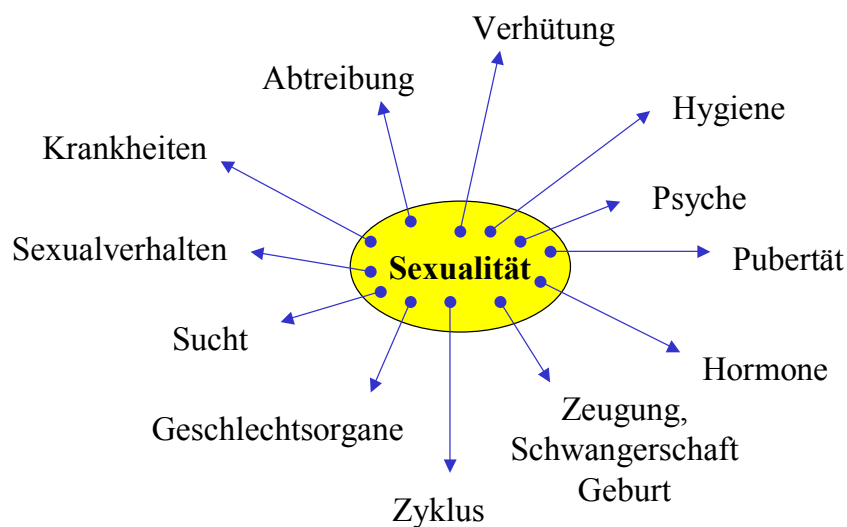 Verhütung
Abtreibung
Hygiene
Krankheiten
Psyche
Sexualverhalten
Sexualität
Pubertät
Sucht
Hormone
Geschlechtsorgane
Zeugung,
Schwangerschaft
Geburt
Zyklus